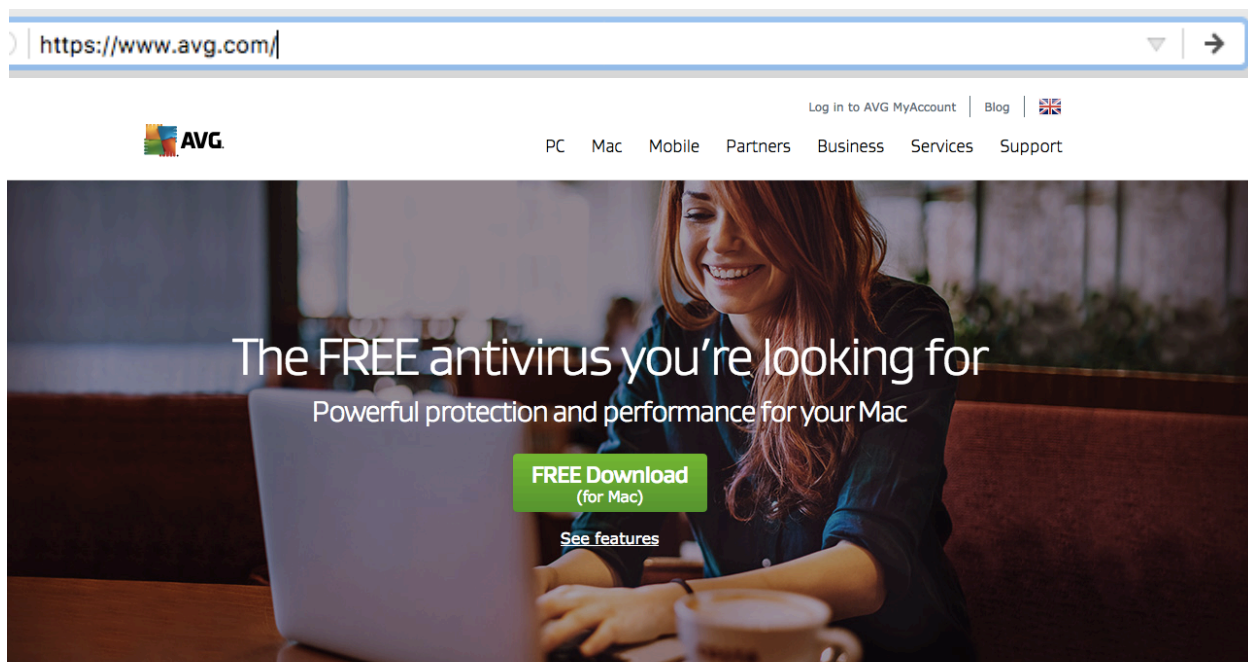 https://www.avg.com/
Log in to AVG MyAccount Blog
AVG.
PC Mac Mobile Partners Business Services Support
The FREE antivirus you're looking for
Powerful protection and performance for your Mac
FREE Download
(for Mac)
See features